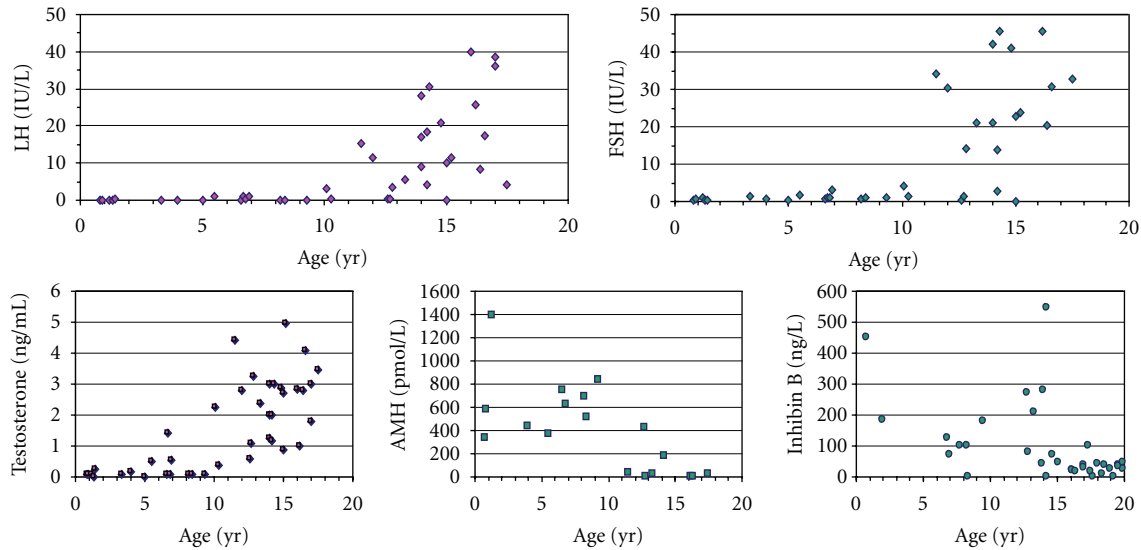 LH (IU/L)
50
40
30
20
10
0
0 5 10 15 20
Age (yr)
FSH (IU/L)
50
40
30
20
10
0
0 5 10 15 20
Age (yr)
Testosterone (ng/mL)
6
5
4
3
2
1
0
0 5 10 15 20
Age (yr)
AMH (pmol/L)
1600
1400
1200
1000
800
600
400
200
0
0 5 10 15 20
Age (yr)
Inhibin B (ng/L)
600
500
400
300
200
100
0
0 5 10 15 20
Age (yr)